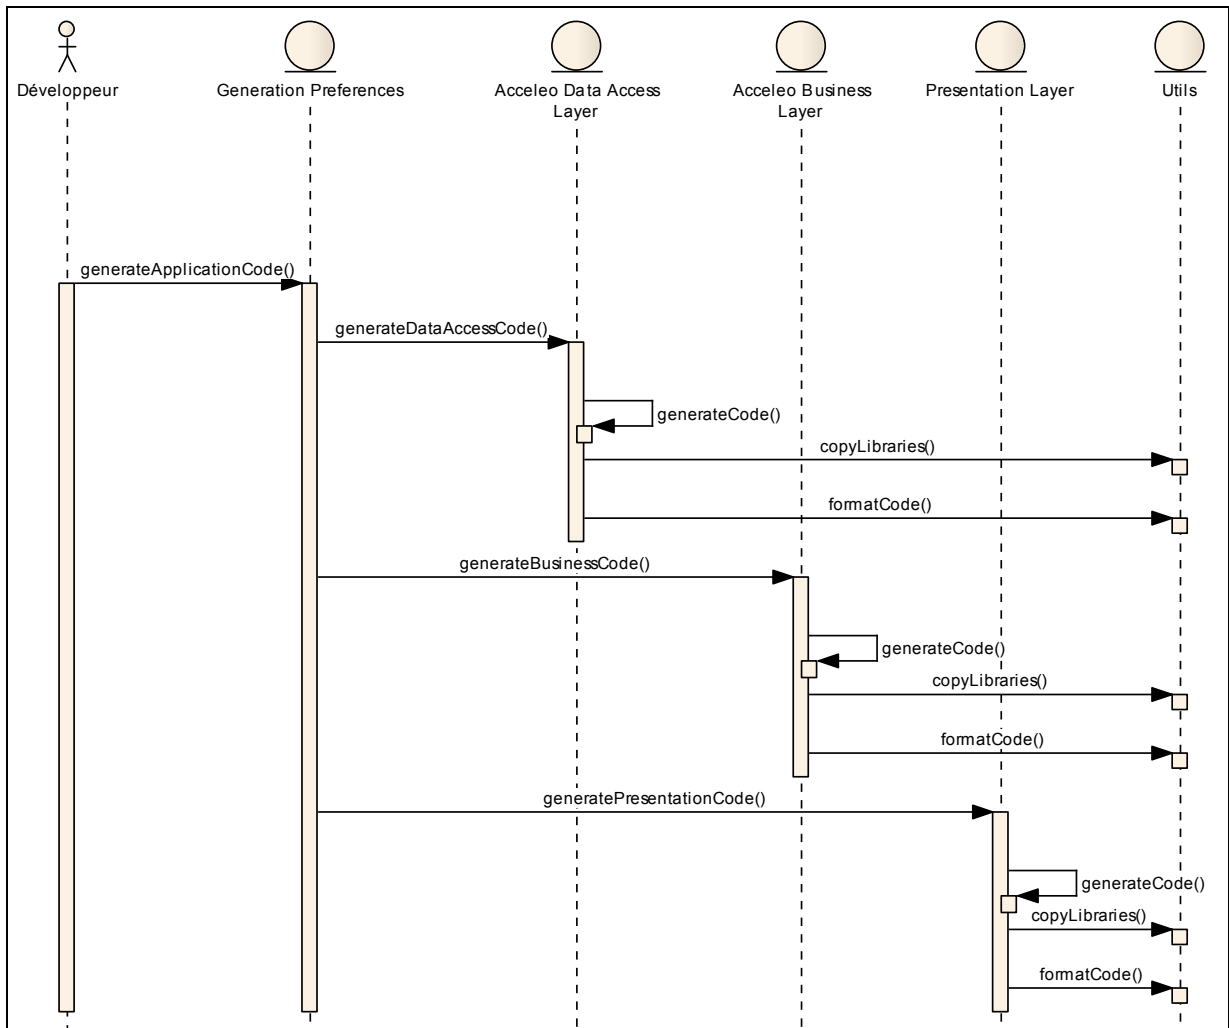 Développeur
Generation Preferences
Acceleo Data Access
Layer
Acceleo Business
Layer
Presentation Layer
Utils
generateApplicationCode()
generateDataAccessCode()
generateCode()
copyLibraries()
formatCode()
generateBusinessCode()
generateCode()
copyLibraries()
formatCode()
generatePresentationCode()
generateCode()
copyLibraries()
formatCode()